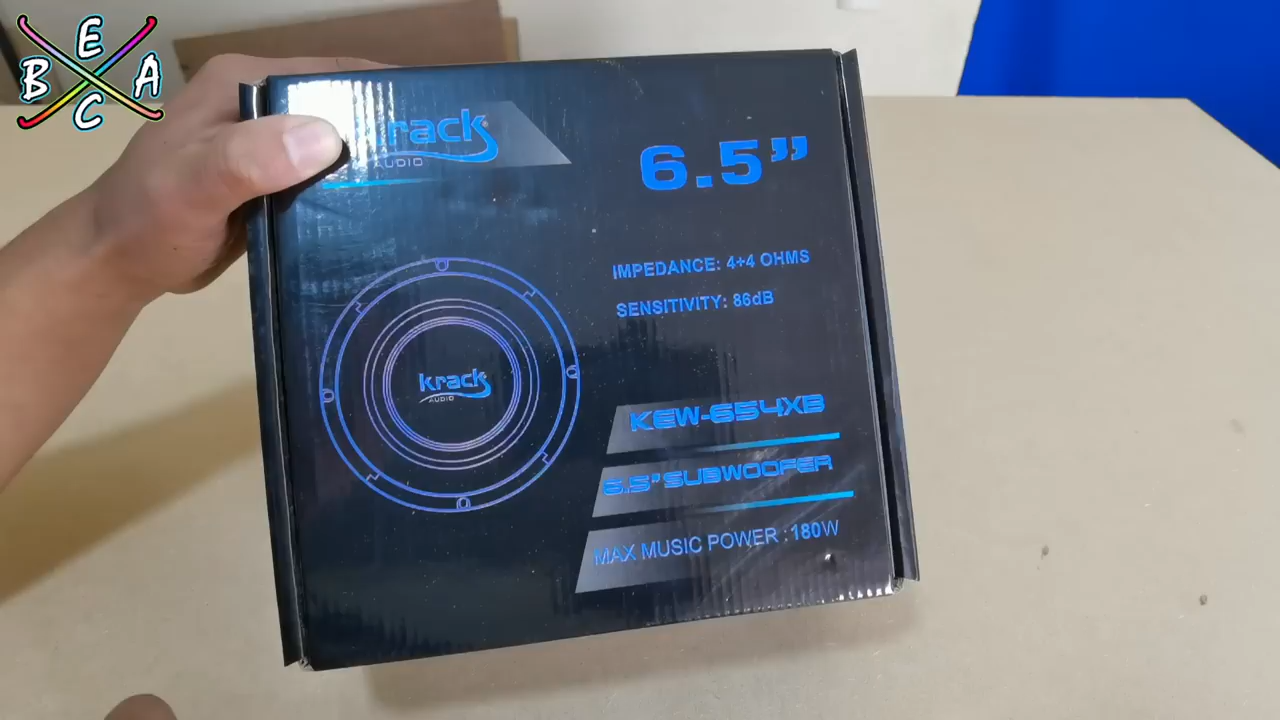 B E C A
rack
AUDIO
6.5”
IMPEDANCE: 4+4 OHMS
SENSITIVITY: 86dB
krack
AUDIO
KEW-654XB
6.5” SUBWOOFER
MAX MUSIC POWER : 180W